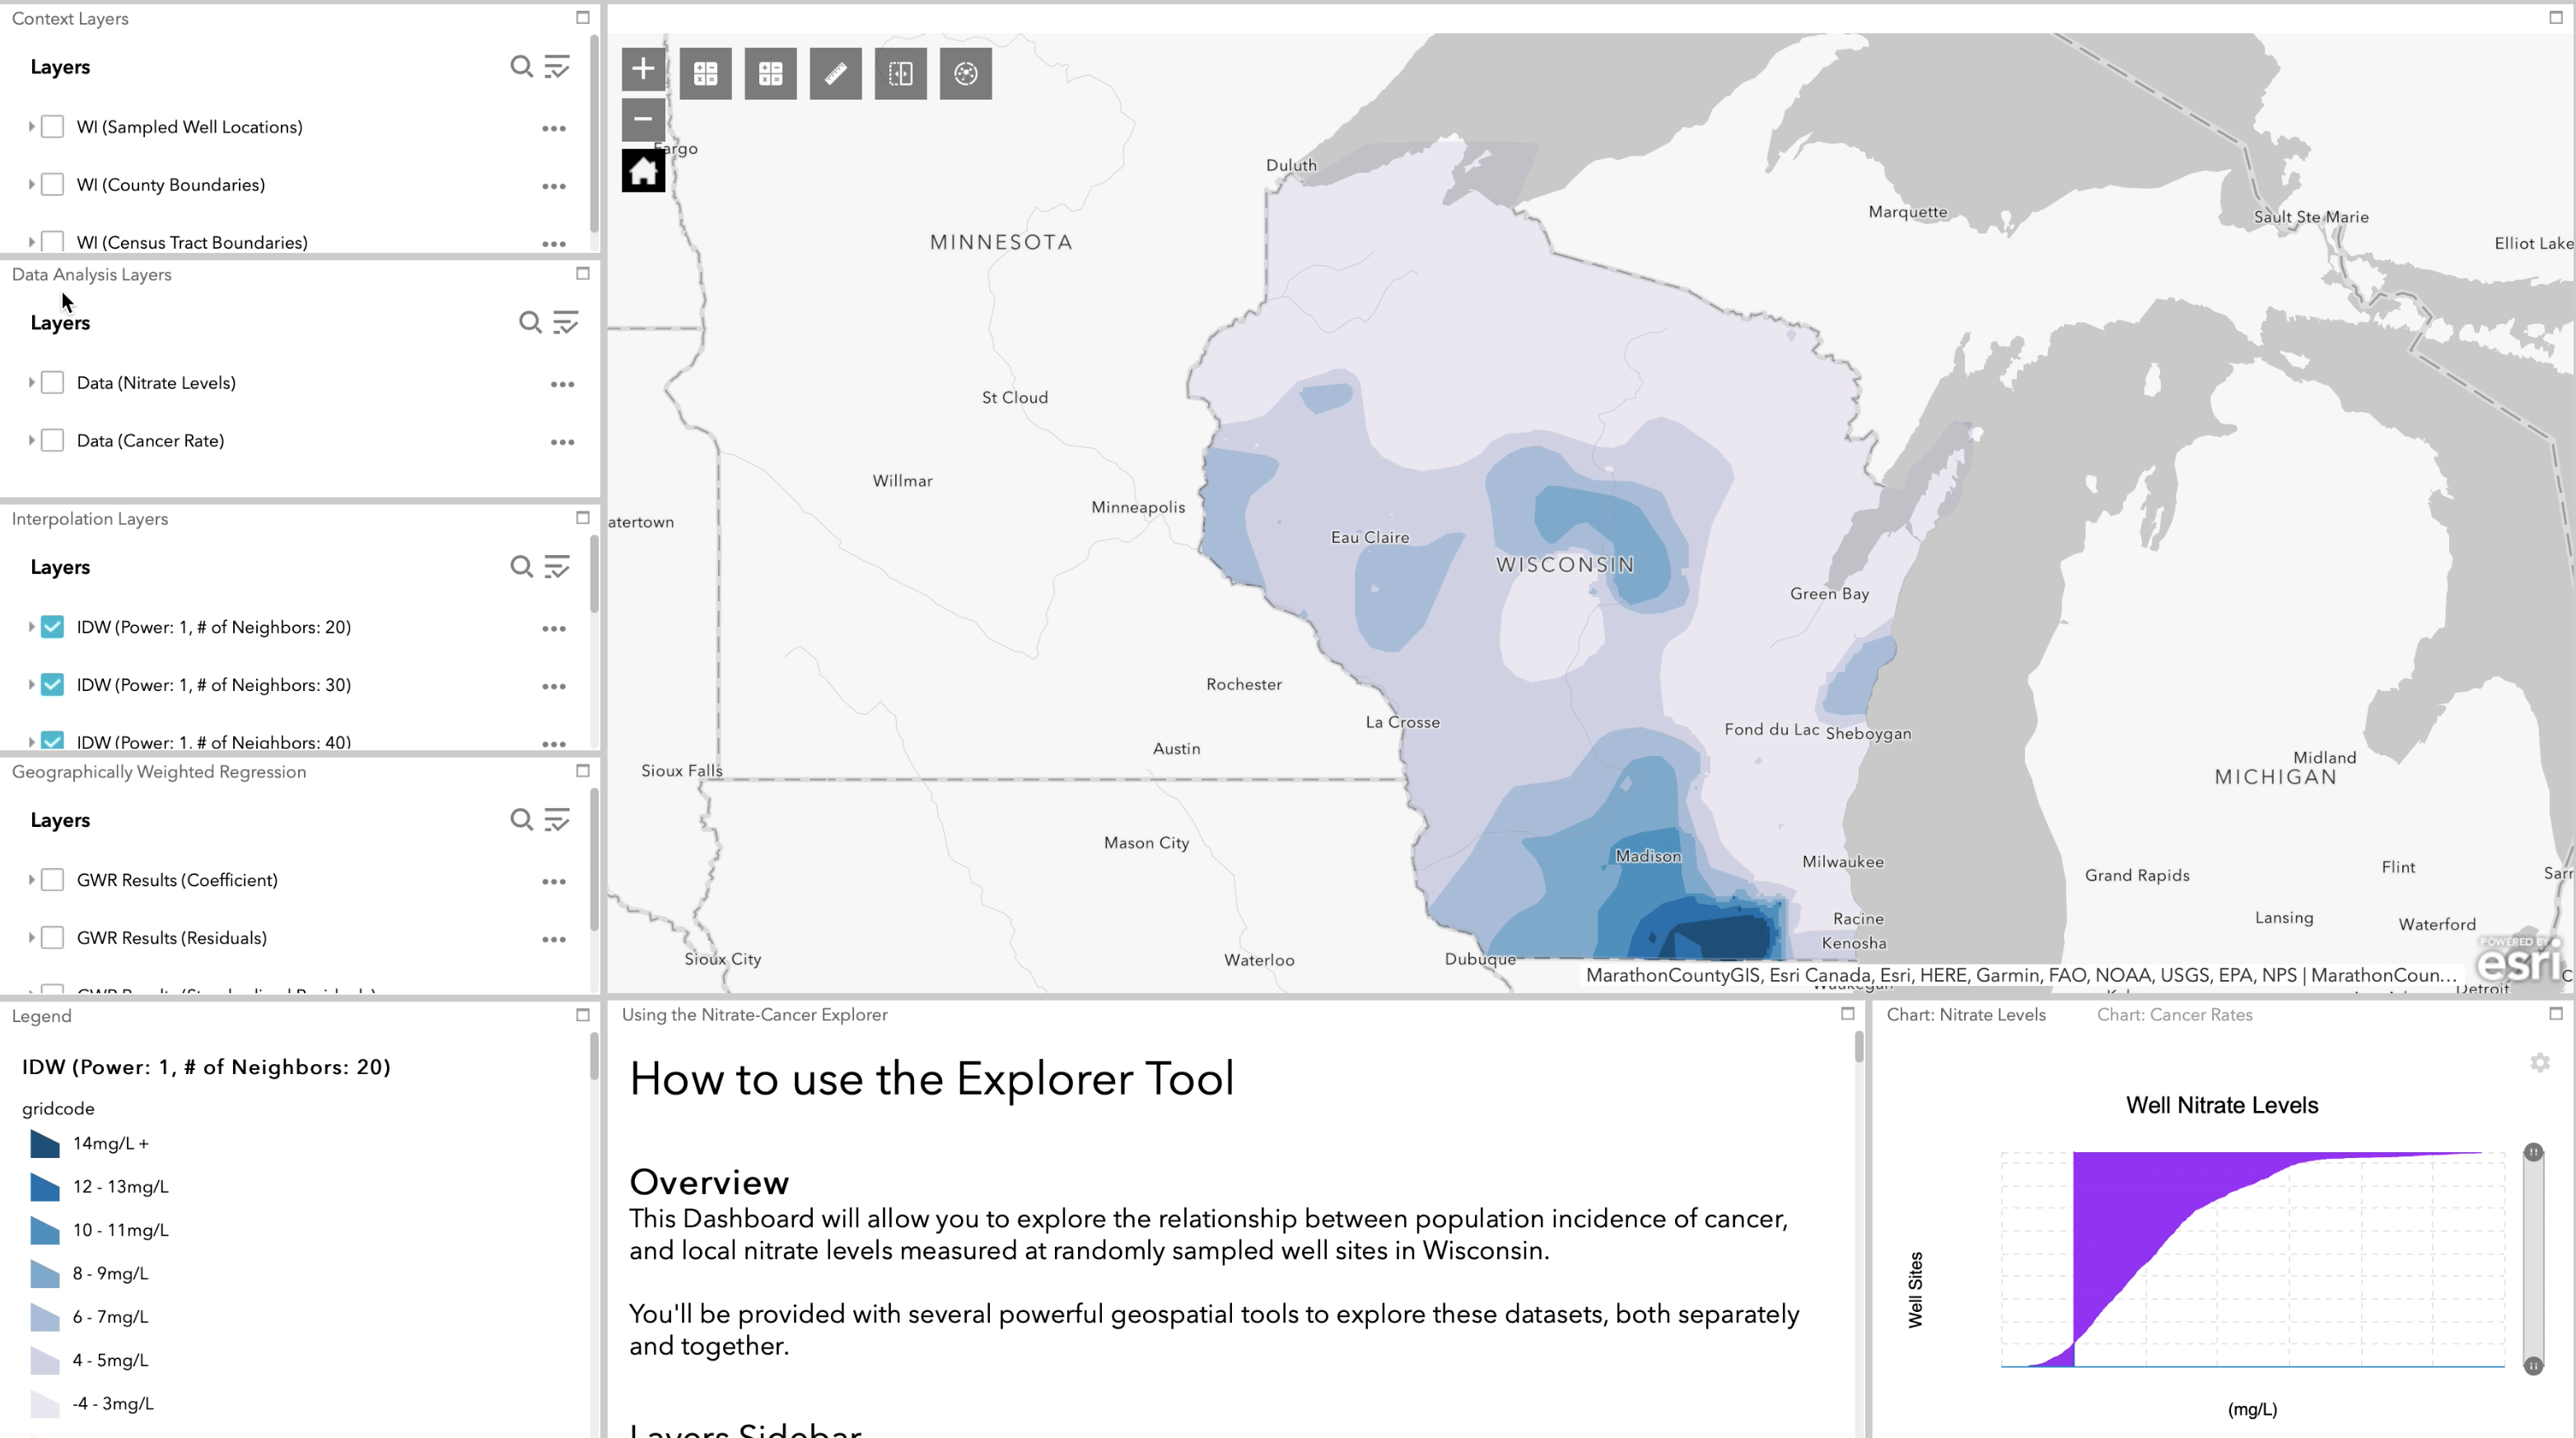 Context Layers
Layers
WI (Sampled Well Locations)
WI (County Boundaries)
WI (Census Tract Boundaries)
Data Analysis Layers
Layers
Data (Nitrate Levels)
Data (Cancer Rate)
Interpolation Layers
Layers
IDW (Power: 1, # of Neighbors: 20)
IDW (Power: 1, # of Neighbors: 30)
IDW (Power: 1, # of Neighbors: 40)
Geographically Weighted Regression
Layers
GWR Results (Coefficient)
GWR Results (Residuals)
Legend
IDW (Power: 1, # of Neighbors: 20)
gridcode
14mg/L +
12 - 13mg/L
10 - 11mg/L
8 - 9mg/L
6 - 7mg/L
4 - 5mg/L
-4 - 3mg/L
Fargo
Duluth
Marquette
Sault Ste Marie
Elliot Lake
MINNESOTA
St Cloud
Willmar
Minneapolis
atertown
Eau Claire
WISCONSIN
Green Bay
Rochester
La Crosse
Fond du Lac
Sheboygan
Austin
Sioux Falls
Midland
MICHIGAN
Mason City
Madison
Milwaukee
Grand Rapids
Flint
Sarr
Lansing
Waterford
Racine
Kenosha
Sioux City
Waterloo
Dubuque
POWERED BY
esri
MarathonCountyGIS, Esri Canada, Esri, HERE, Garmin, FAO, NOAA, USGS, EPA, NPS | MarathonCoun...
Waukegan
Detroit
Using the Nitrate-Cancer Explorer
How to use the Explorer Tool
Overview
This Dashboard will allow you to explore the relationship between population incidence of cancer,
and local nitrate levels measured at randomly sampled well sites in Wisconsin.
You'll be provided with several powerful geospatial tools to explore these datasets, both separately
and together.
Layers Sidebar
Chart: Nitrate Levels
Chart: Cancer Rates
Well Nitrate Levels
Well Sites
(mg/L)